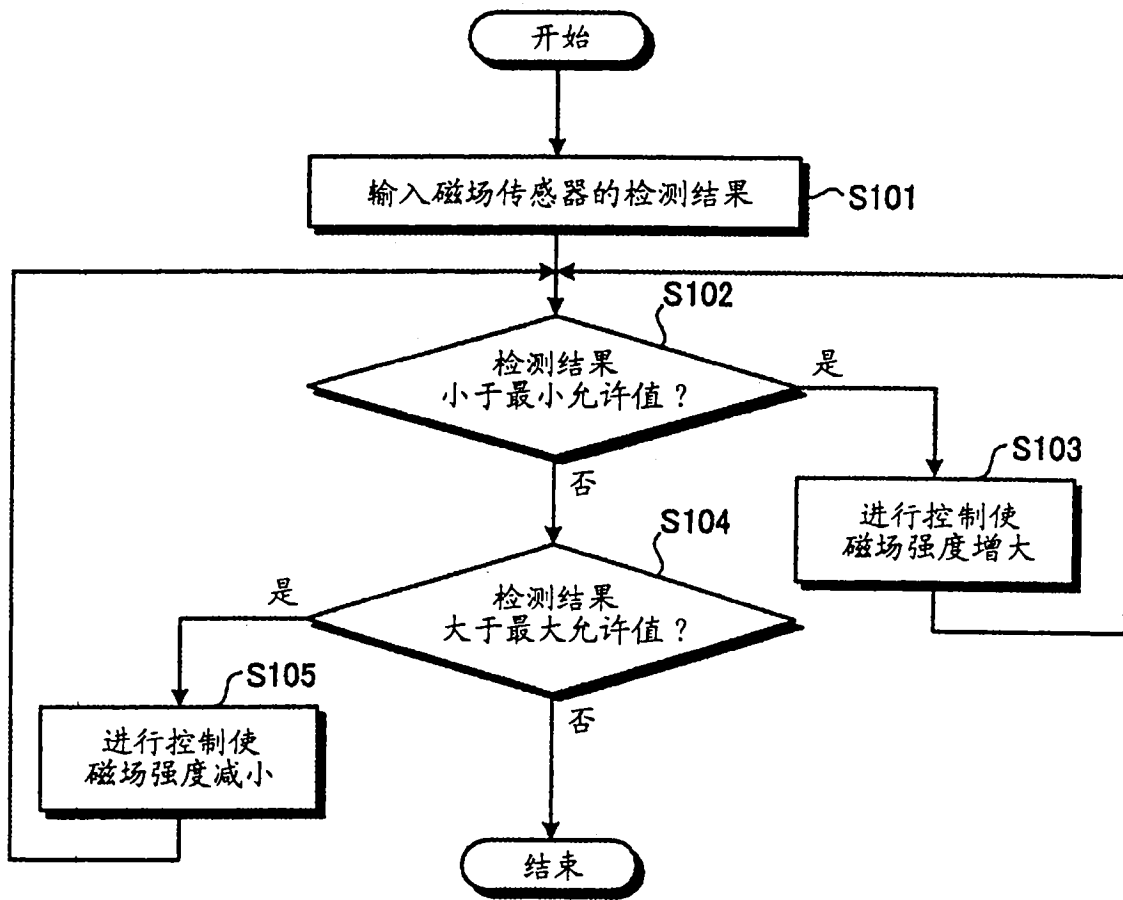 开始
输入磁场传感器的检测结果
S101
S102
检测结果
小于最小允许值？
是
否
S103
进行控制使
磁场强度增大
S104
检测结果
大于最大允许值？
是
否
S105
进行控制使
磁场强度减小
结束